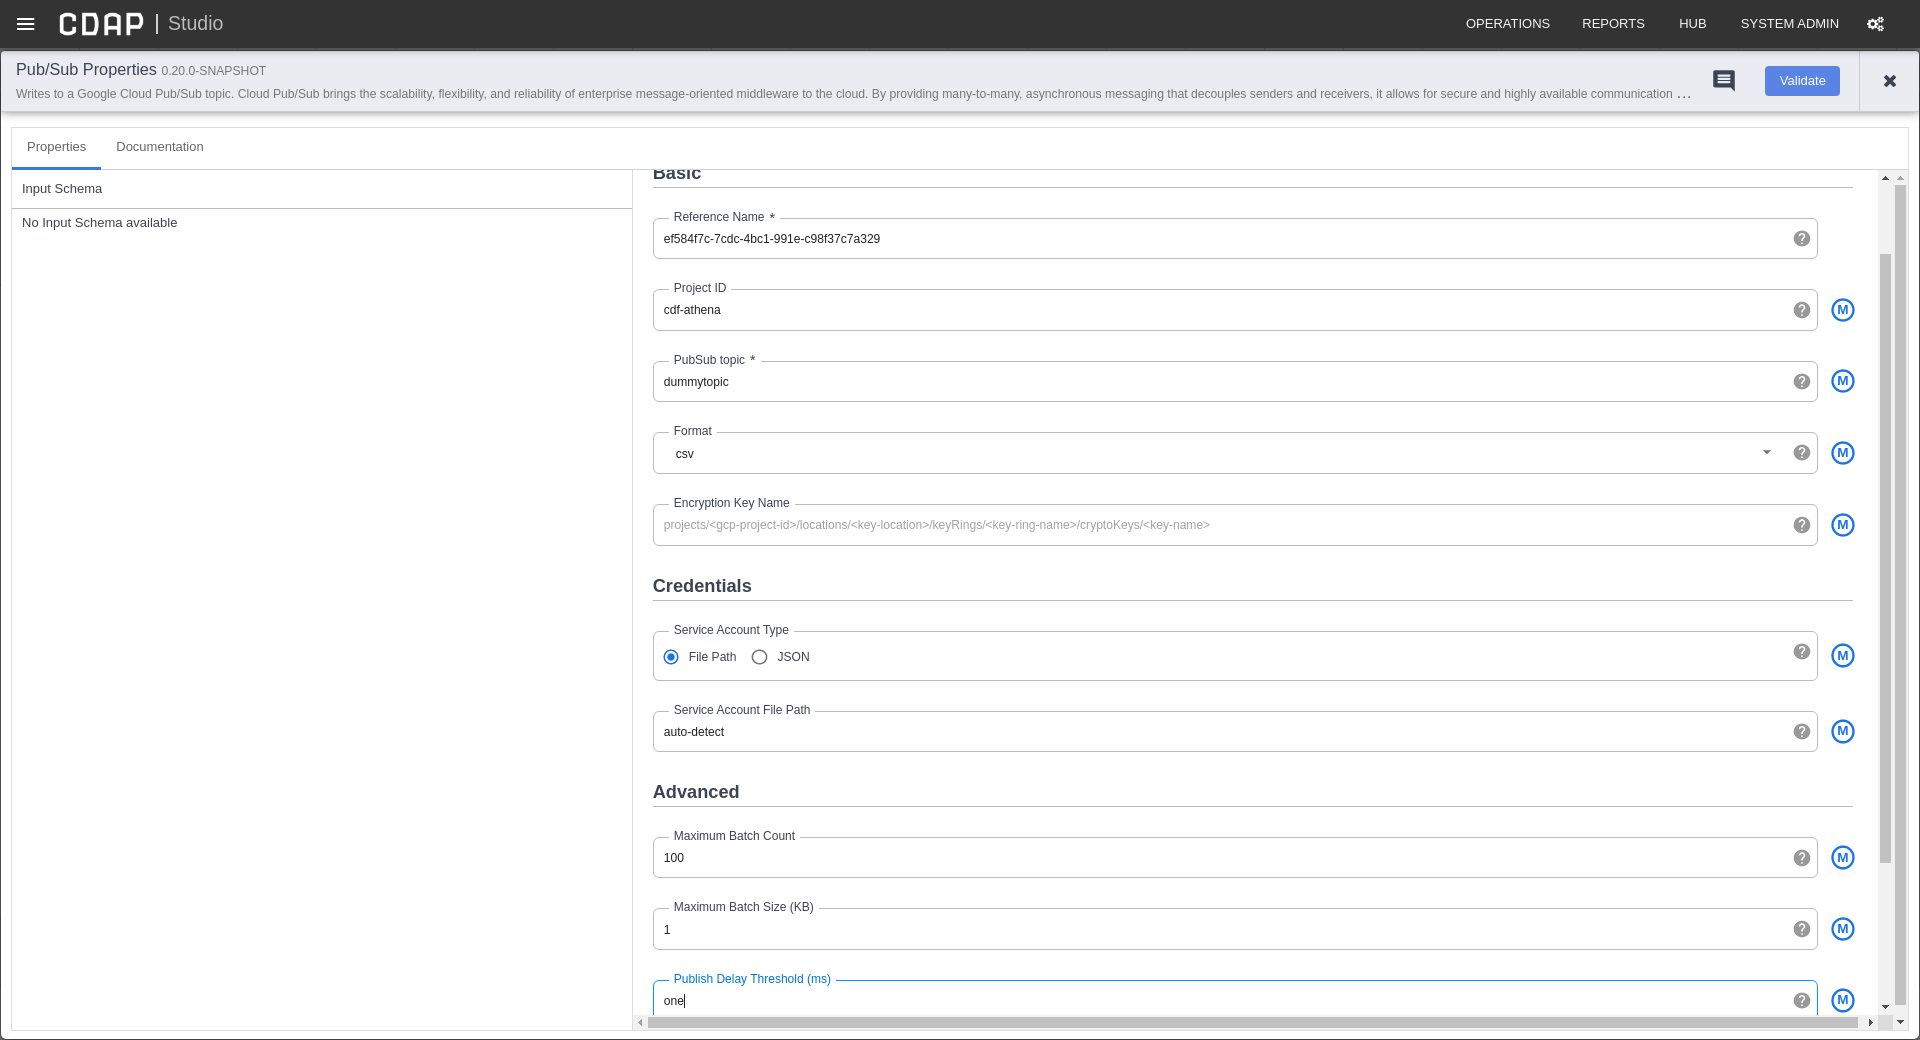 CDAP | Studio
OPERATIONS REPORTS HUB SYSTEM ADMIN
Pub/Sub Properties 0.20.0-SNAPSHOT
Writes to a Google Cloud Pub/Sub topic. Cloud Pub/Sub brings the scalability, flexibility, and reliability of enterprise message-oriented middleware to the cloud. By providing many-to-many, asynchronous messaging that decouples senders and receivers, it allows for secure and highly available communication ...
Validate
Properties Documentation
Input Schema
No Input Schema available
Basic
Reference Name *
ef584f7c-7cdc-4bc1-991e-c98f37c7a329
Project ID
cdf-athena
M
PubSub topic *
dummytopic
M
Format
csv
M
Encryption Key Name
projects/<gcp-project-id>/locations/<key-location>/keyRings/<key-ring-name>/cryptoKeys/<key-name>
M
Credentials
Service Account Type
File Path JSON
M
Service Account File Path
auto-detect
M
Advanced
Maximum Batch Count
100
M
Maximum Batch Size (KB)
1
M
Publish Delay Threshold (ms)
one
M